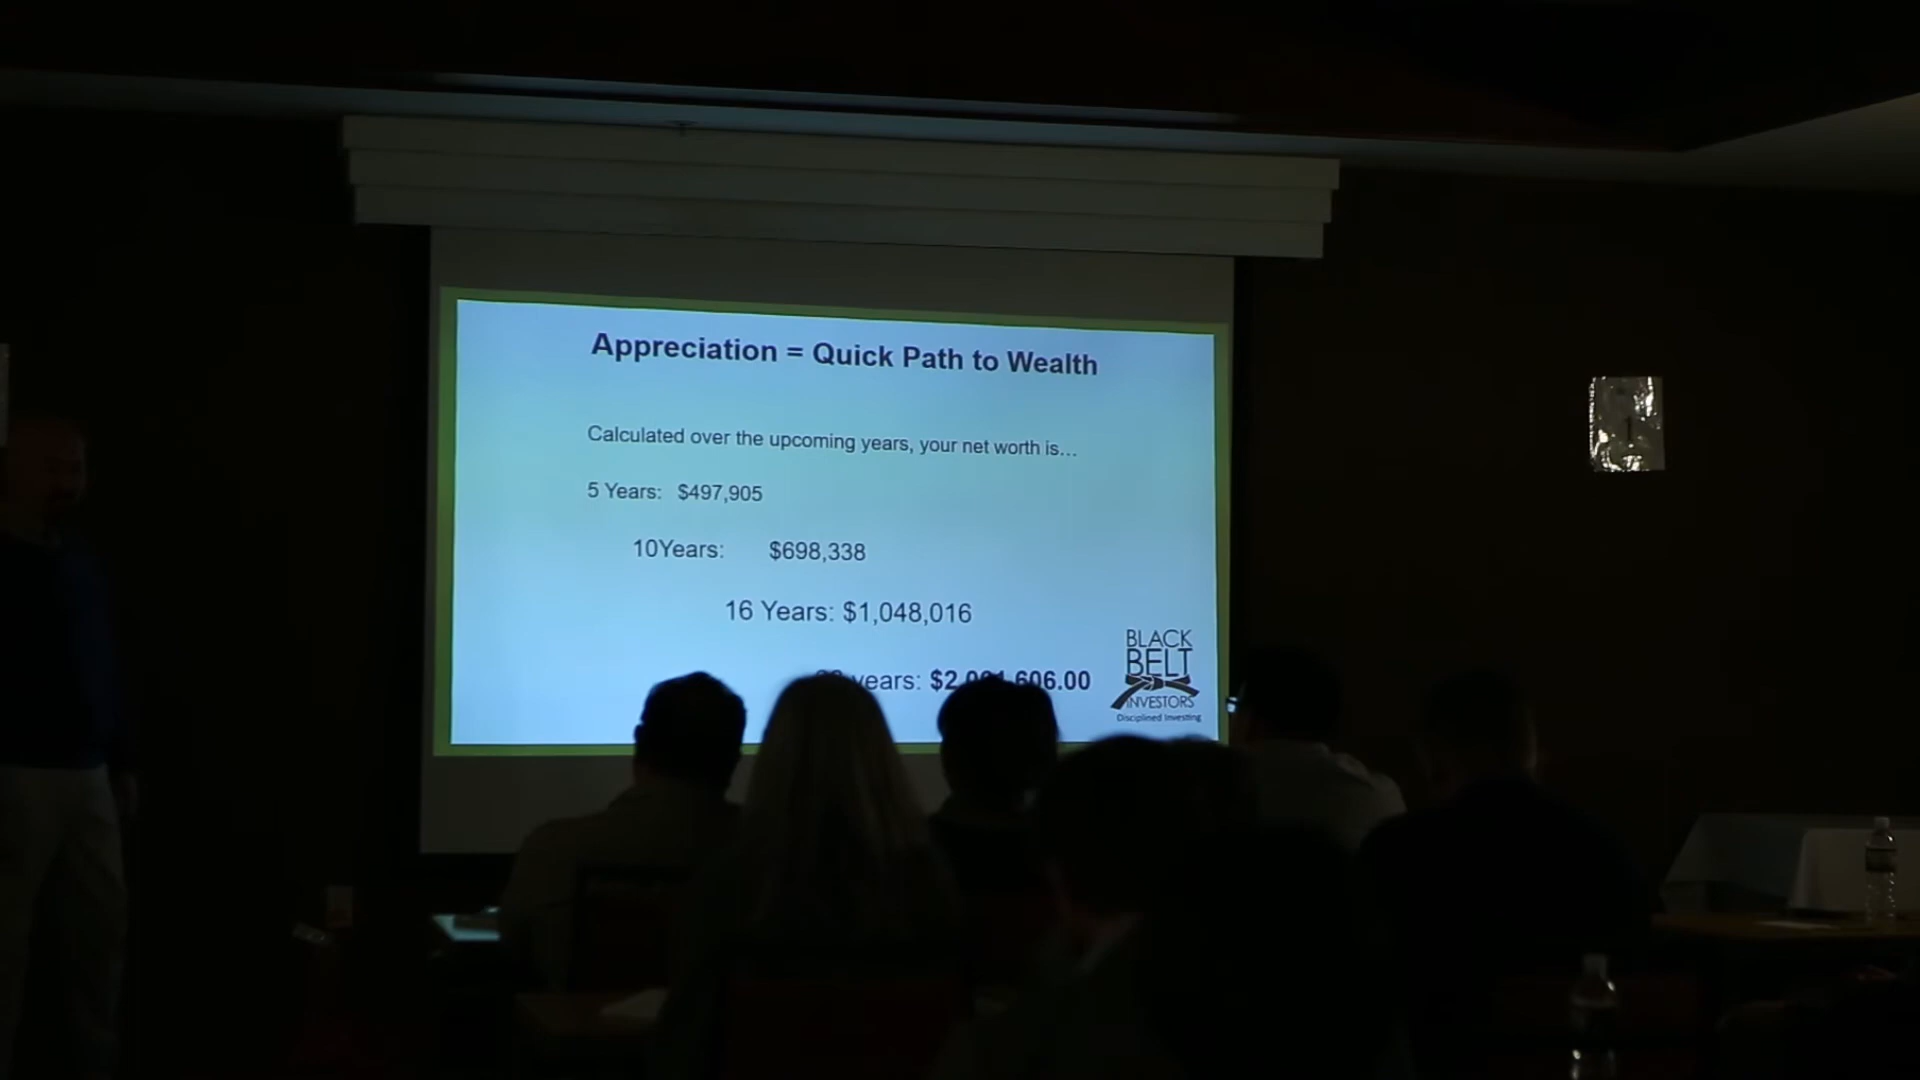 Appreciation = Quick Path to Wealth
Calculated over the upcoming years, your net worth is...
5 Years: $497,905
10Years: $698,338
16 Years: $1,048,016
years:
BLACK
BELT
INVESTORS
Disciplined Investing
1